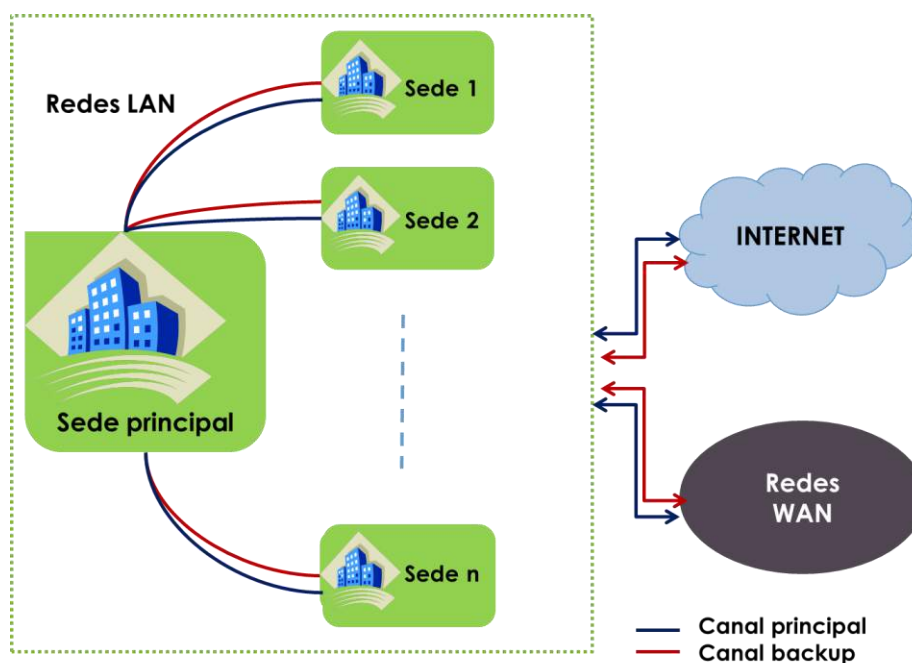 Redes LAN
Sede 1
Sede 2
INTERNET
Sede principal
Redes
WAN
Sede n
Canal principal
Canal backup